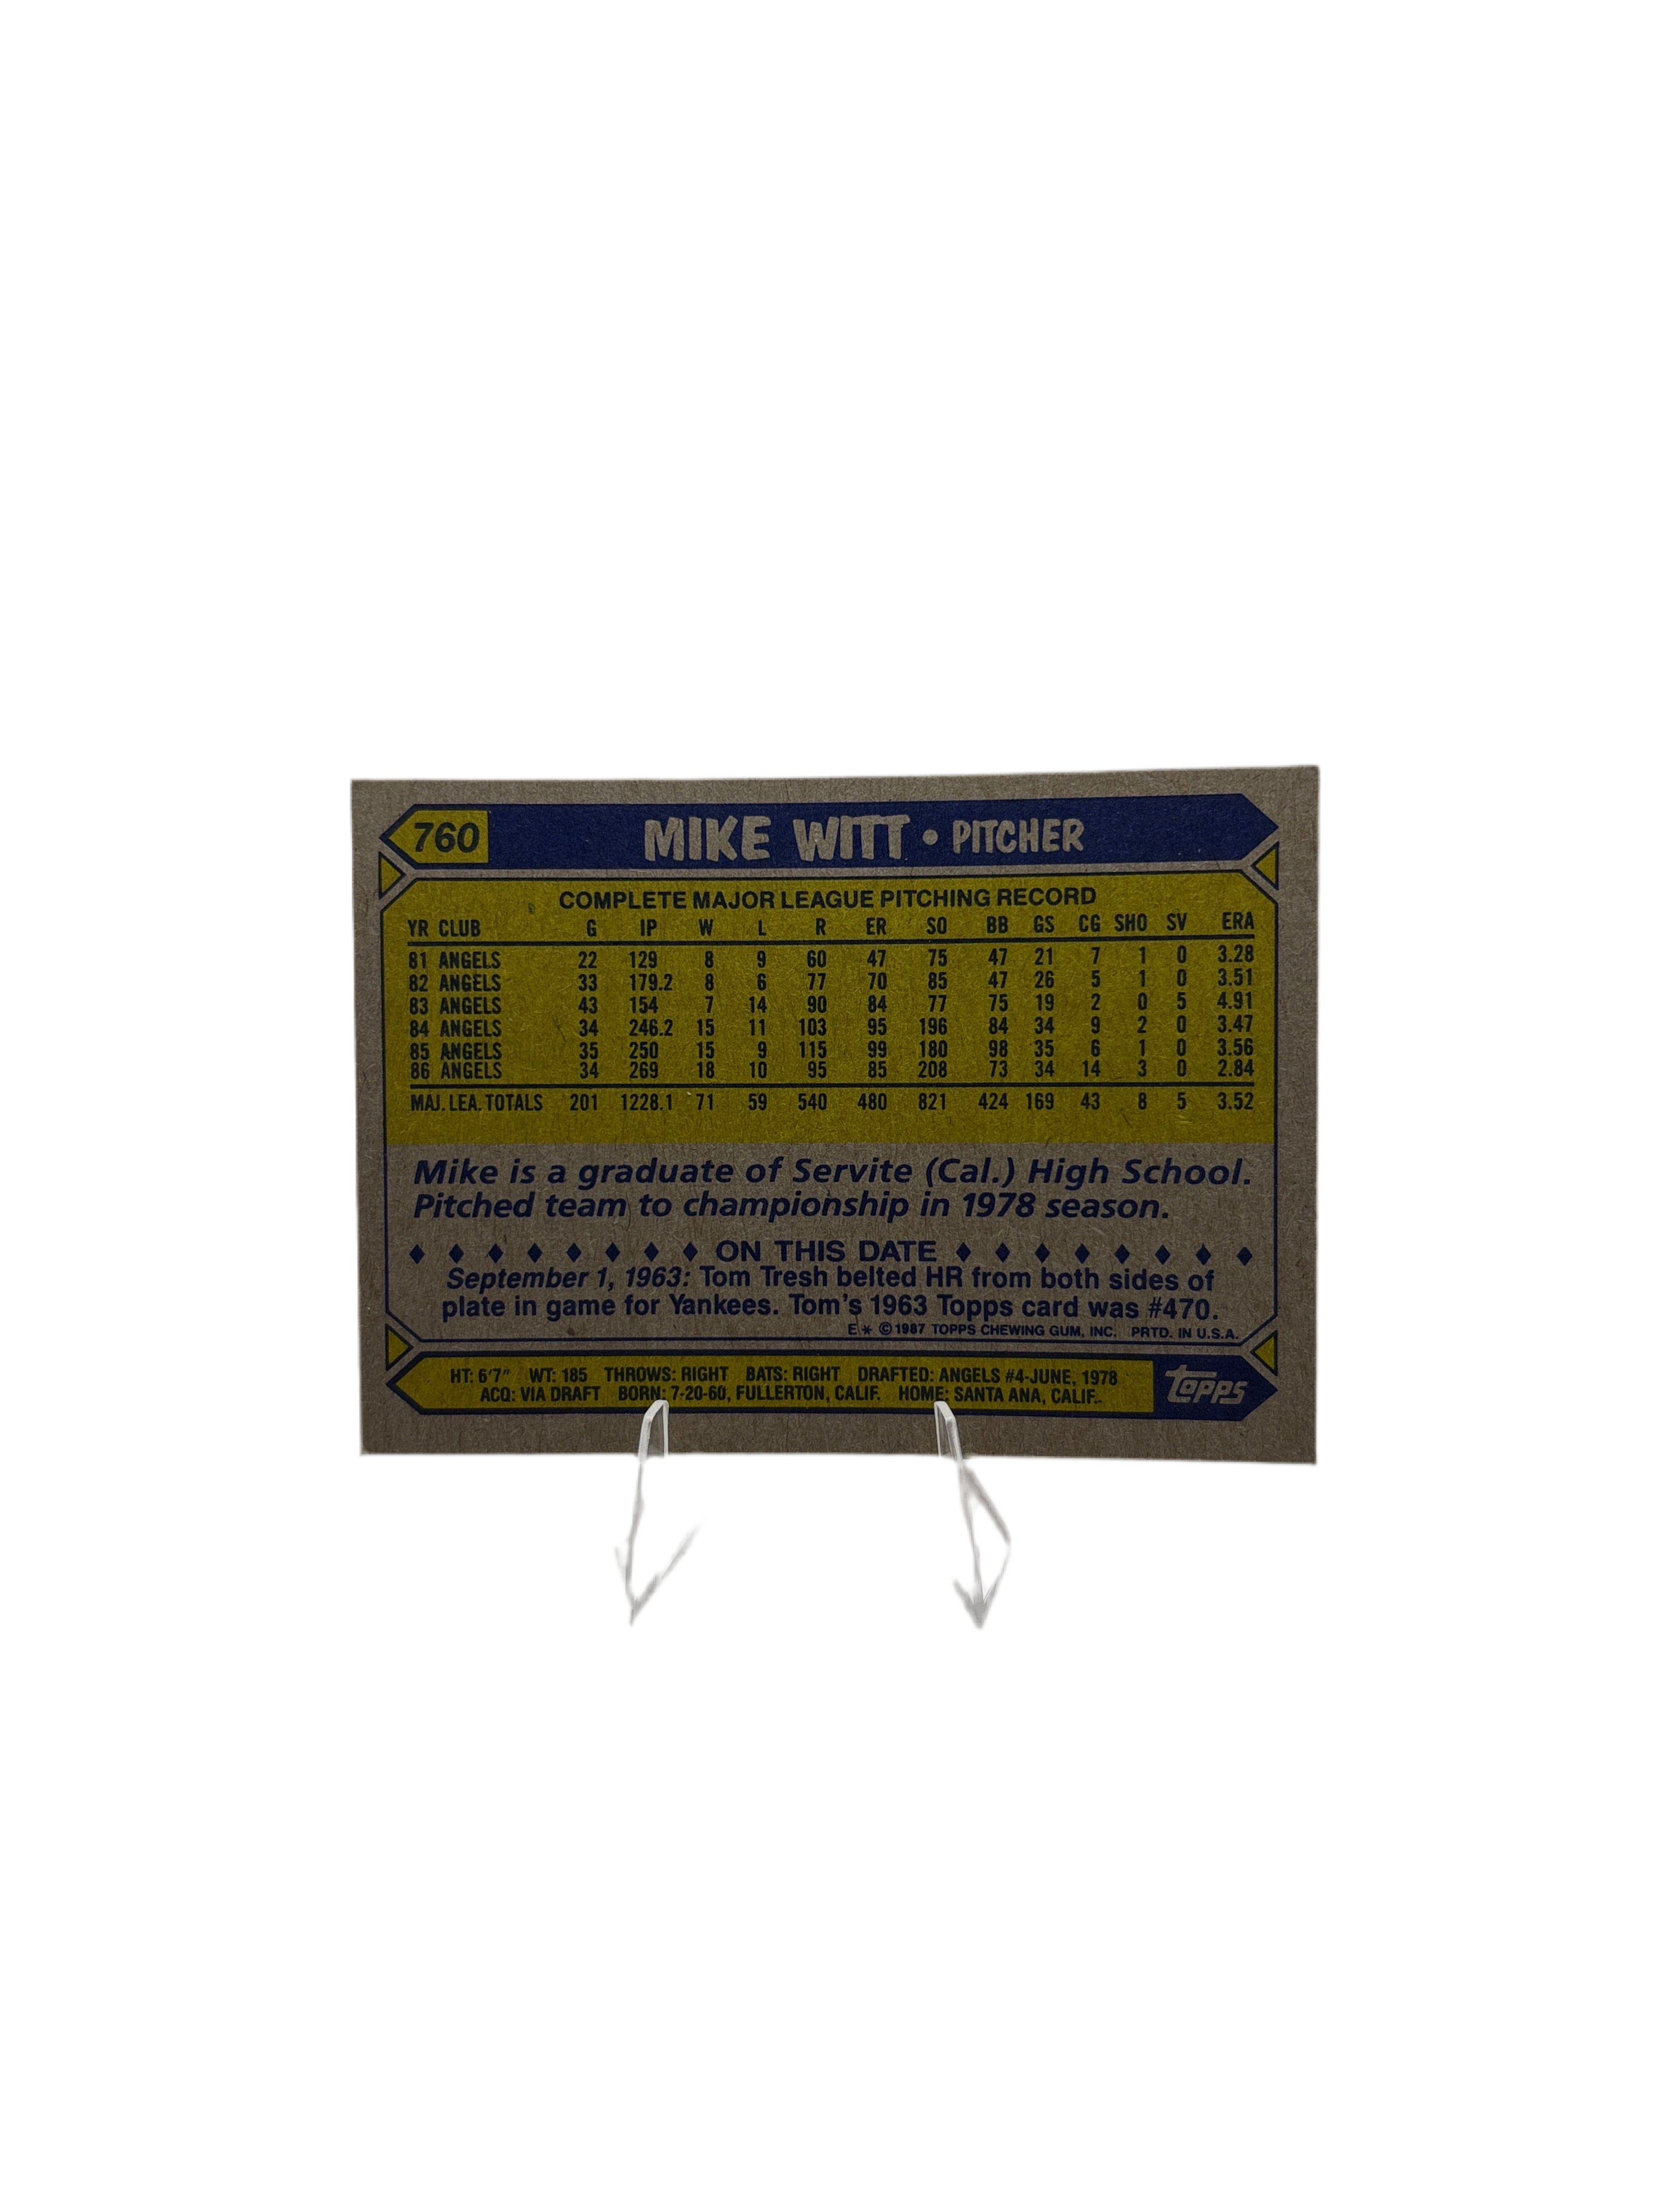 760 MIKE WITT • PITCHER
COMPLETE MAJOR LEAGUE PITCHING RECORD
YR CLUB G IP W L R ER SO BB GS CG SHO SV ERA
81 ANGELS 22 129 8 9 60 47 75 47 21 7 1 0 3.28
82 ANGELS 33 179.2 8 6 77 70 85 47 26 5 1 0 3.51
83 ANGELS 43 154 7 14 90 84 77 75 19 2 0 5 4.91
84 ANGELS 34 246.2 15 11 103 95 196 84 34 9 2 0 3.47
85 ANGELS 35 250 15 9 115 99 180 98 35 6 1 0 3.56
86 ANGELS 34 269 18 10 95 85 208 73 34 14 3 0 2.84
MAJ. LEA. TOTALS 201 1228.1 71 59 540 480 821 424 169 43 8 5 3.52
Mike is a graduate of Servite (Cal.) High School.
Pitched team to championship in 1978 season.
♦ ♦ ♦ ♦ ♦ ♦ ♦ ♦ ON THIS DATE ♦ ♦ ♦ ♦ ♦ ♦ ♦ ♦
September 1, 1963: Tom Tresh belted HR from both sides of
plate in game for Yankees. Tom's 1963 Topps card was #470.
E* © 1987 TOPPS CHEWING GUM, INC. PRTD. IN U.S.A.
HT: 6'7" WT: 185 THROWS: RIGHT BATS: RIGHT DRAFTED: ANGELS #4-JUNE, 1978
ACQ: VIA DRAFT BORN: 7-20-60, FULLERTON, CALIF. HOME: SANTA ANA, CALIF.
topps